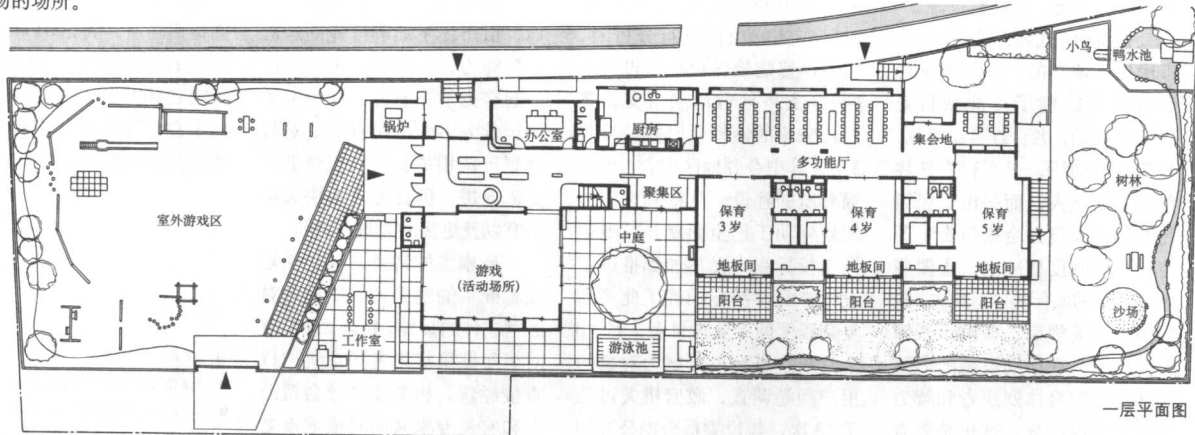 物的场所。
小鸟
鸭水池
锅炉
办公室
厨房
集会地
多功能厅
树林
室外游戏区
聚集区
保育
3岁
保育
4岁
保育
5岁
中庭
游戏
(活动场所)
地板间
地板间
地板间
阳台
阳台
阳台
沙场
工作室
游泳池
一层平面图